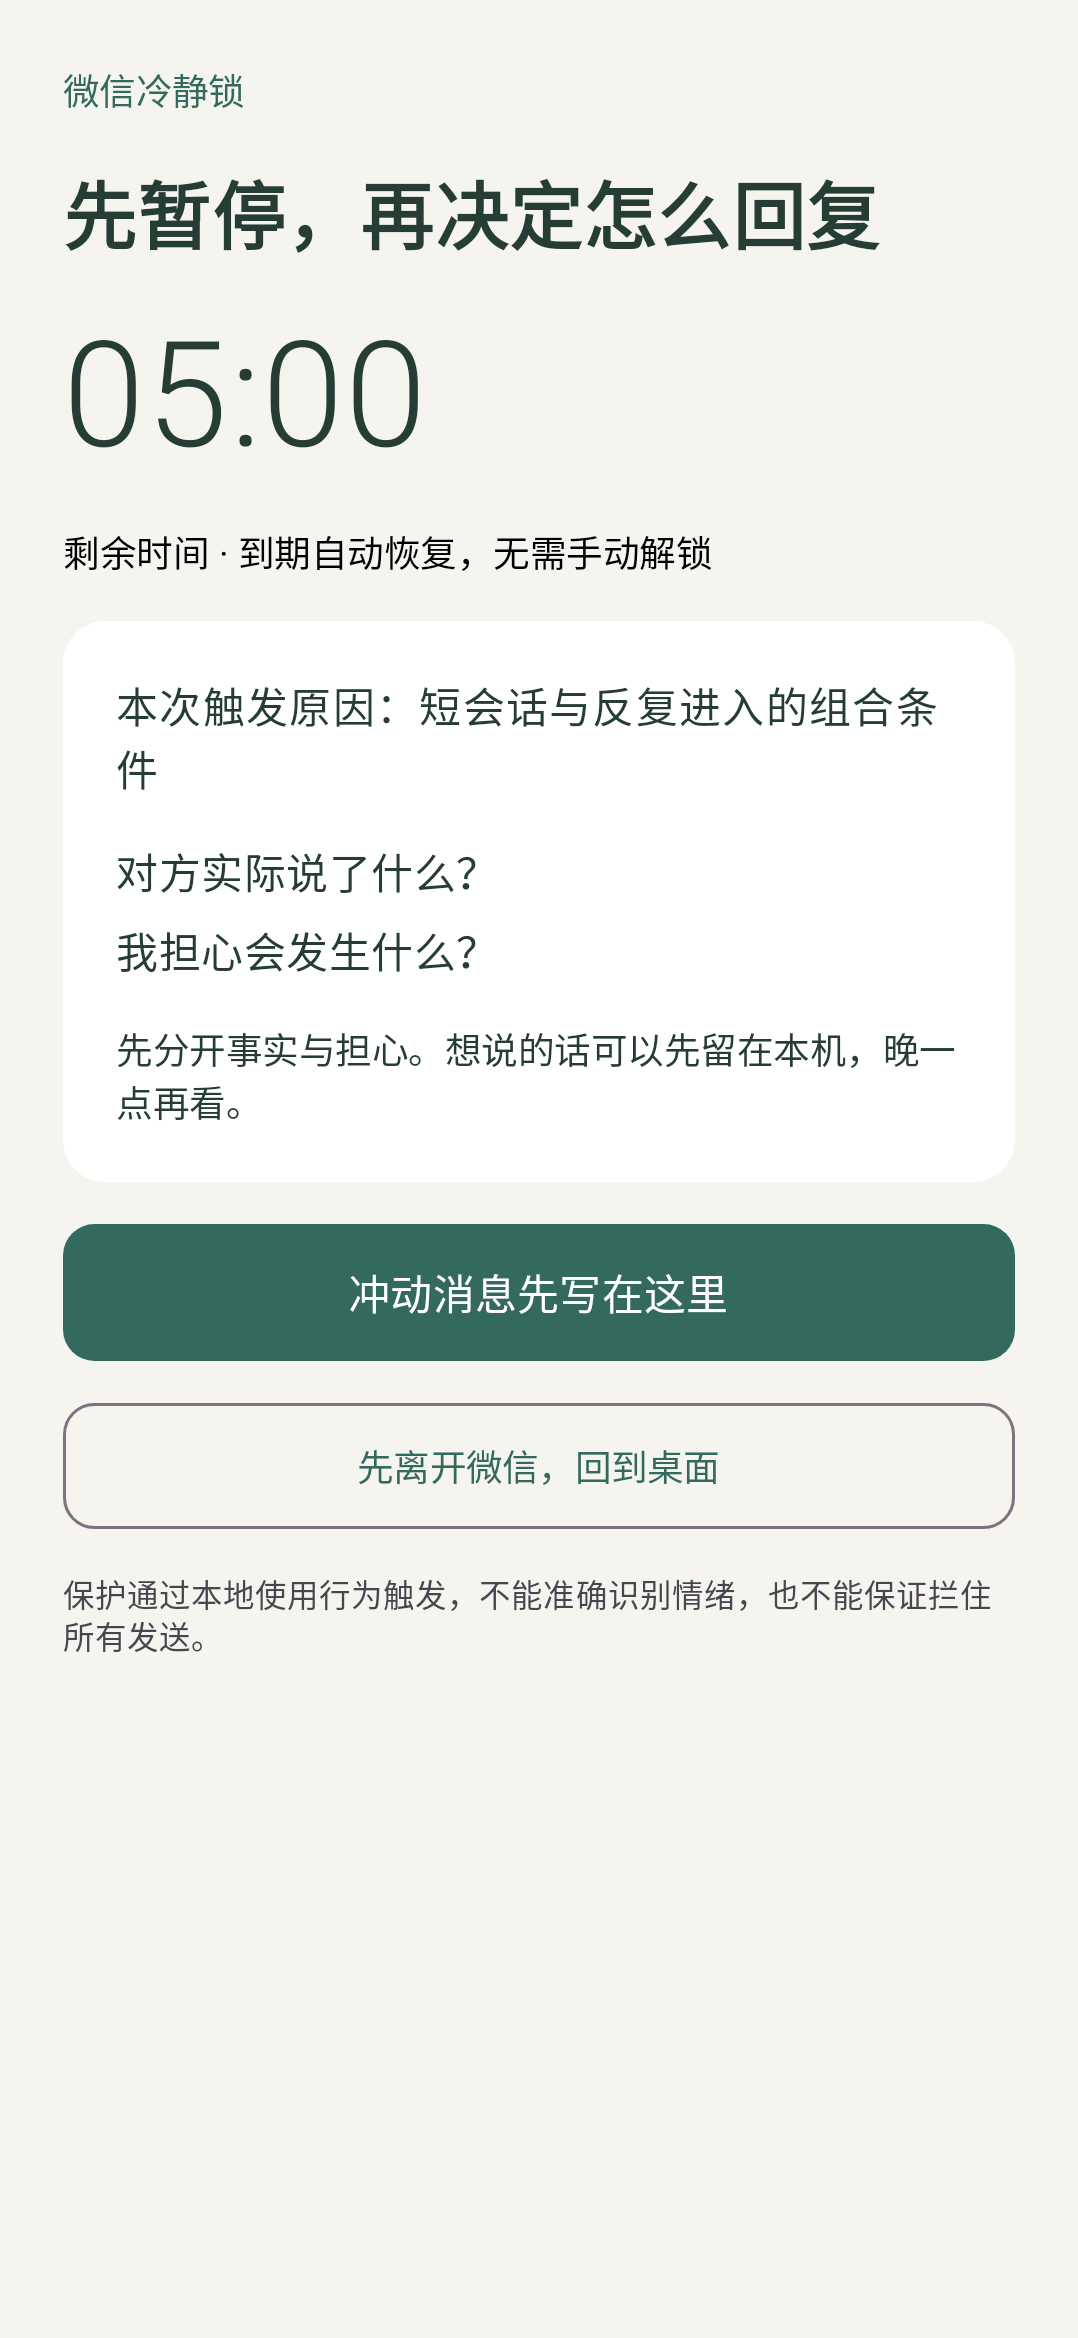 微信冷静锁
先暂停，再决定怎么回复
05:00
剩余时间 · 到期自动恢复，无需手动解锁
本次触发原因：短会话与反复进入的组合条
件
对方实际说了什么？
我担心会发生什么？
先分开事实与担心。想说的话可以先留在本机，晚一
点再看。
冲动消息先写在这里
先离开微信，回到桌面
保护通过本地使用行为触发，不能准确识别情绪，也不能保证拦住
所有发送。